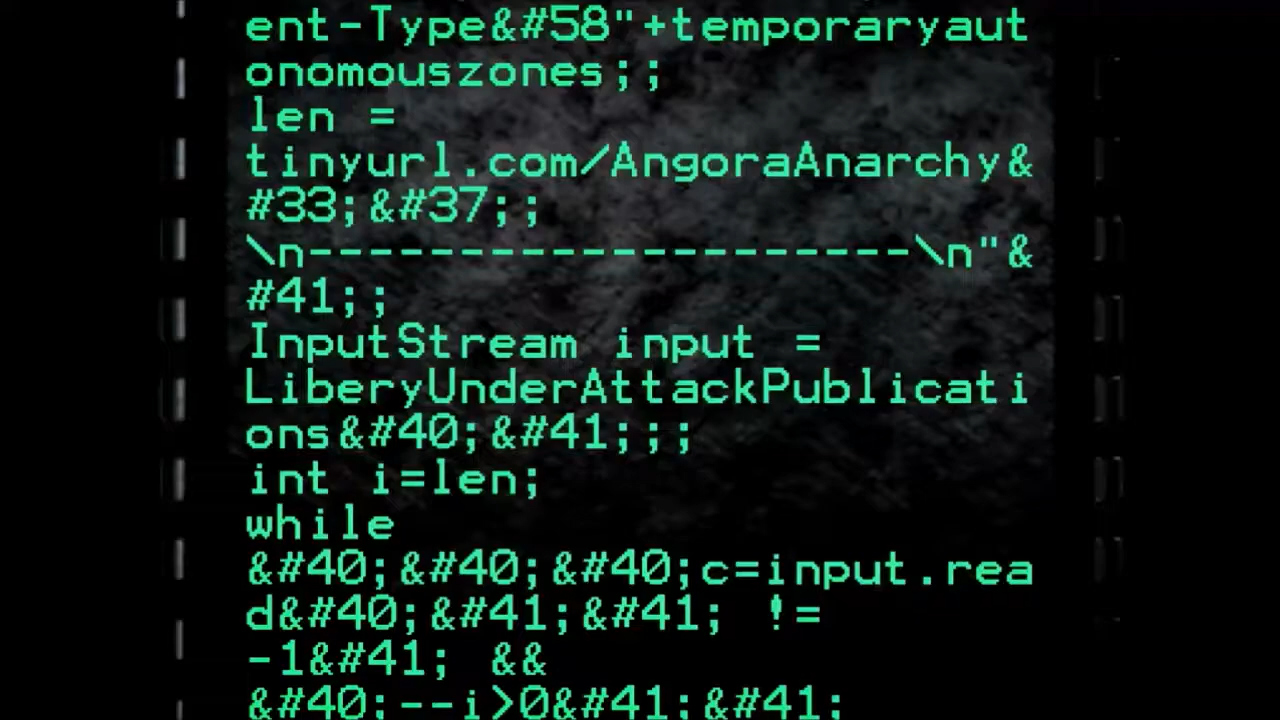 ent-Type&#58"+temporaryaut
onomouszones;;
len =
tinyurl.com/AngoraAnarchy&
#33;&#37;;
\n--------------------\n"&
#41;;
InputStream input =
LiberyUnderAttackPublicati
ons&#40;&#41;;;
int i=len;
while
&#40;&#40;&#40;c=input.rea
d&#40;&#41;&#41; !=
-1&#41; &&
&#40;--i>0&#41;&#41;